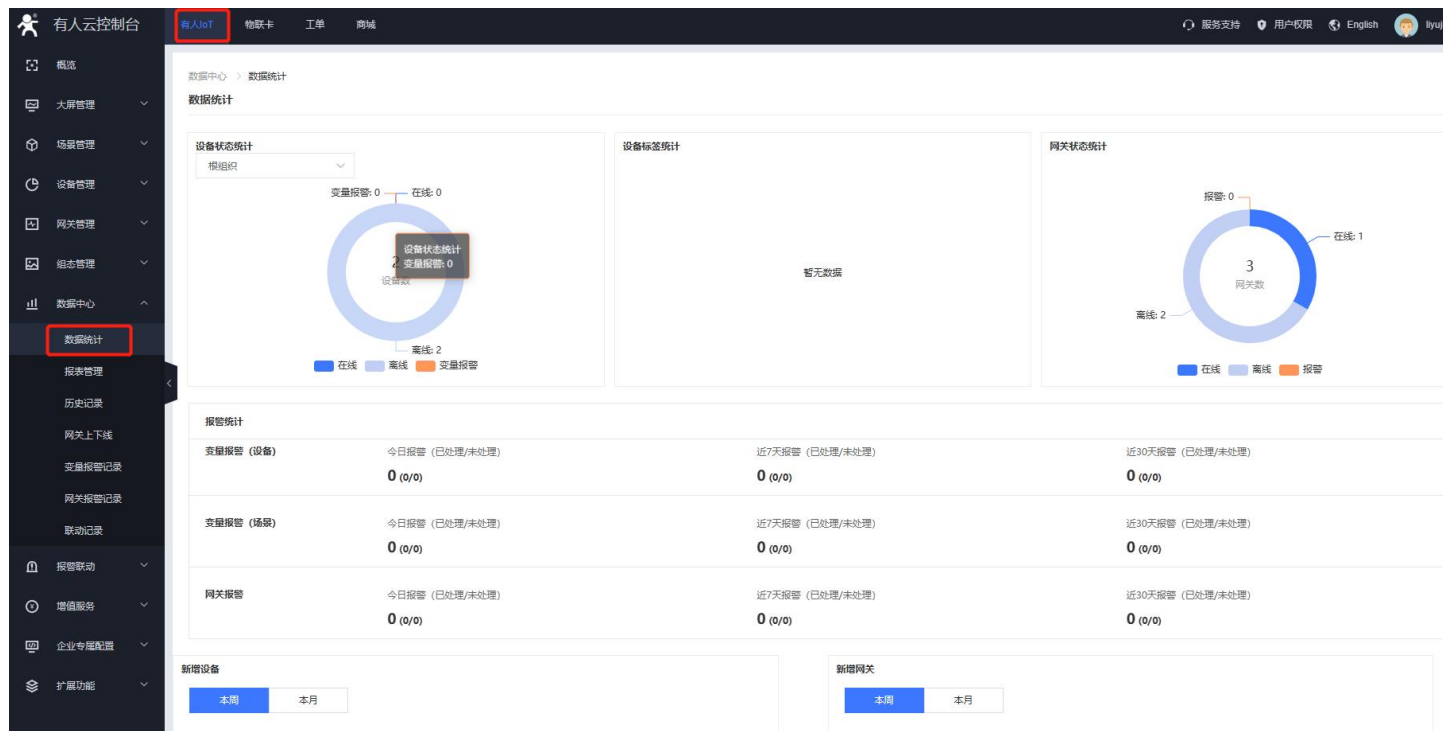 有人云控制台
有人IoT 物联卡 工单 商城
服务支持 用户权限 English liyuj
概览
大屏管理
场景管理
设备管理
网关管理
组态管理
数据中心
数据统计
报表管理
历史记录
网关上下线
变量报警记录
网关报警记录
联动记录
报警联动
增值服务
企业专属配置
扩展功能
数据中心 > 数据统计
数据统计
设备状态统计
根组织
变量报警: 0 在线: 0
设备状态统计
变量报警: 0
2
设备数
离线: 2
在线 离线 变量报警
设备标签统计
暂无数据
网关状态统计
报警: 0
在线: 1
3
网关数
离线: 2
在线 离线 报警
报警统计
变量报警 (设备) 今日报警 (已处理/未处理) 近7天报警 (已处理/未处理) 近30天报警 (已处理/未处理)
0 (0/0) 0 (0/0) 0 (0/0)
变量报警 (场景) 今日报警 (已处理/未处理) 近7天报警 (已处理/未处理) 近30天报警 (已处理/未处理)
0 (0/0) 0 (0/0) 0 (0/0)
网关报警 今日报警 (已处理/未处理) 近7天报警 (已处理/未处理) 近30天报警 (已处理/未处理)
0 (0/0) 0 (0/0) 0 (0/0)
新增设备 新增网关
本周 本月 本周 本月